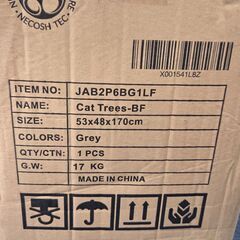 NECOSH TEC
X001541L8Z
ITEM NO: JAB2P6BG1LF
NAME: Cat Trees-BF
SIZE: 53x48x170cm
COLORS: Grey
QTY/CTN: 1 PCS
G.W: 17 KG
MADE IN CHINA